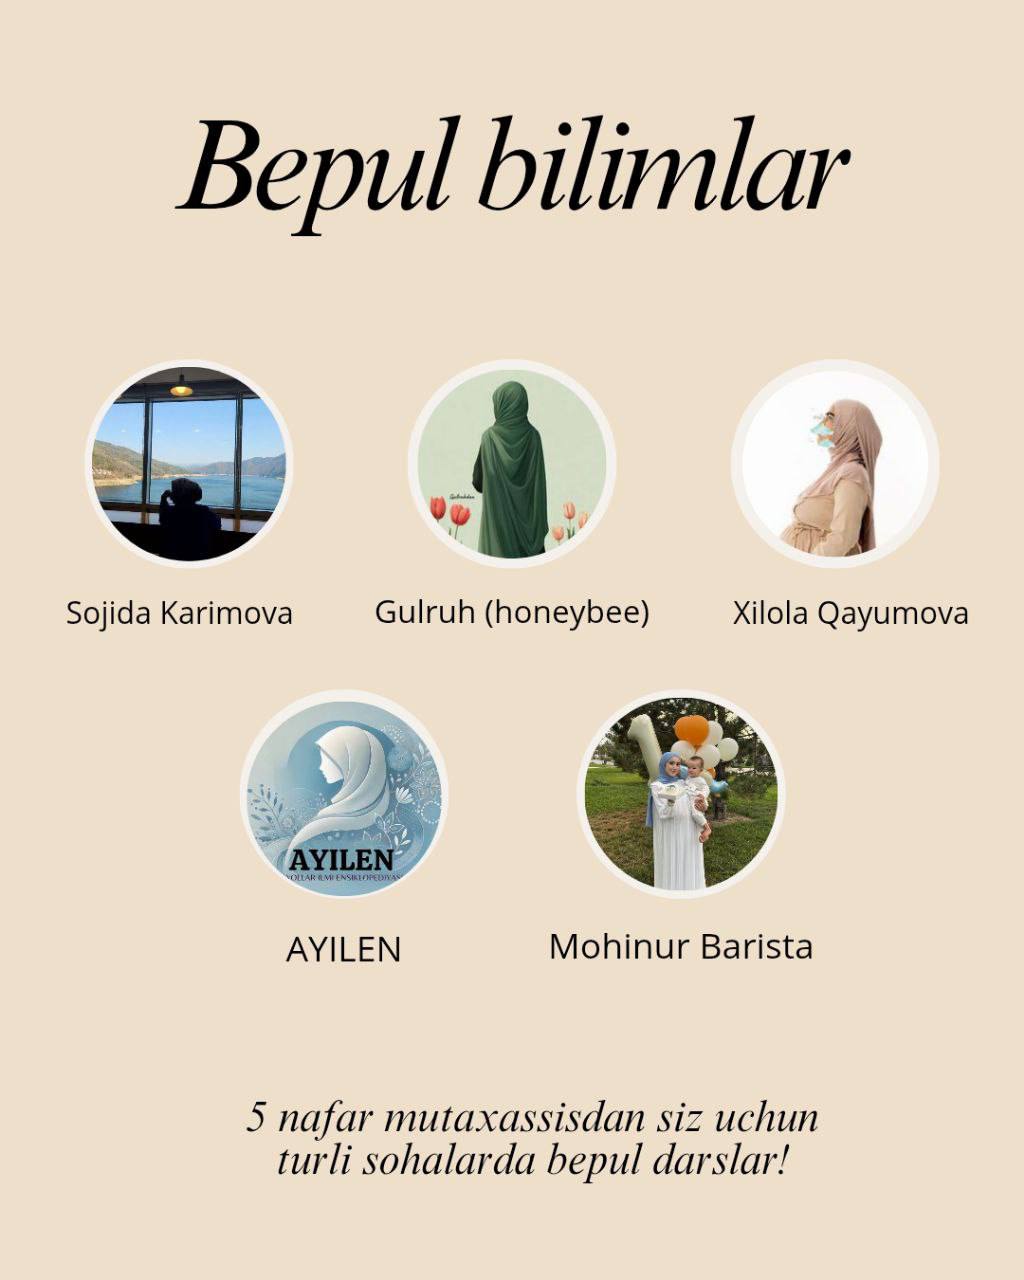 Bepul bilimlar
Sojida Karimova
Gulruh (honeybee)
Xilola Qayumova
AYILEN
AYILEN
Mohinur Barista
5 nafar mutaxassisdan siz uchun
turli sohalarda bepul darslar!